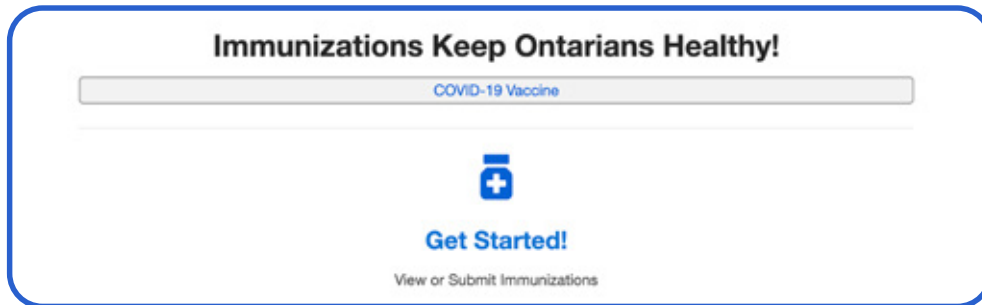 Immunizations Keep Ontarians Healthy!
COVID-19 Vaccine
Get Started!
View or Submit Immunizations